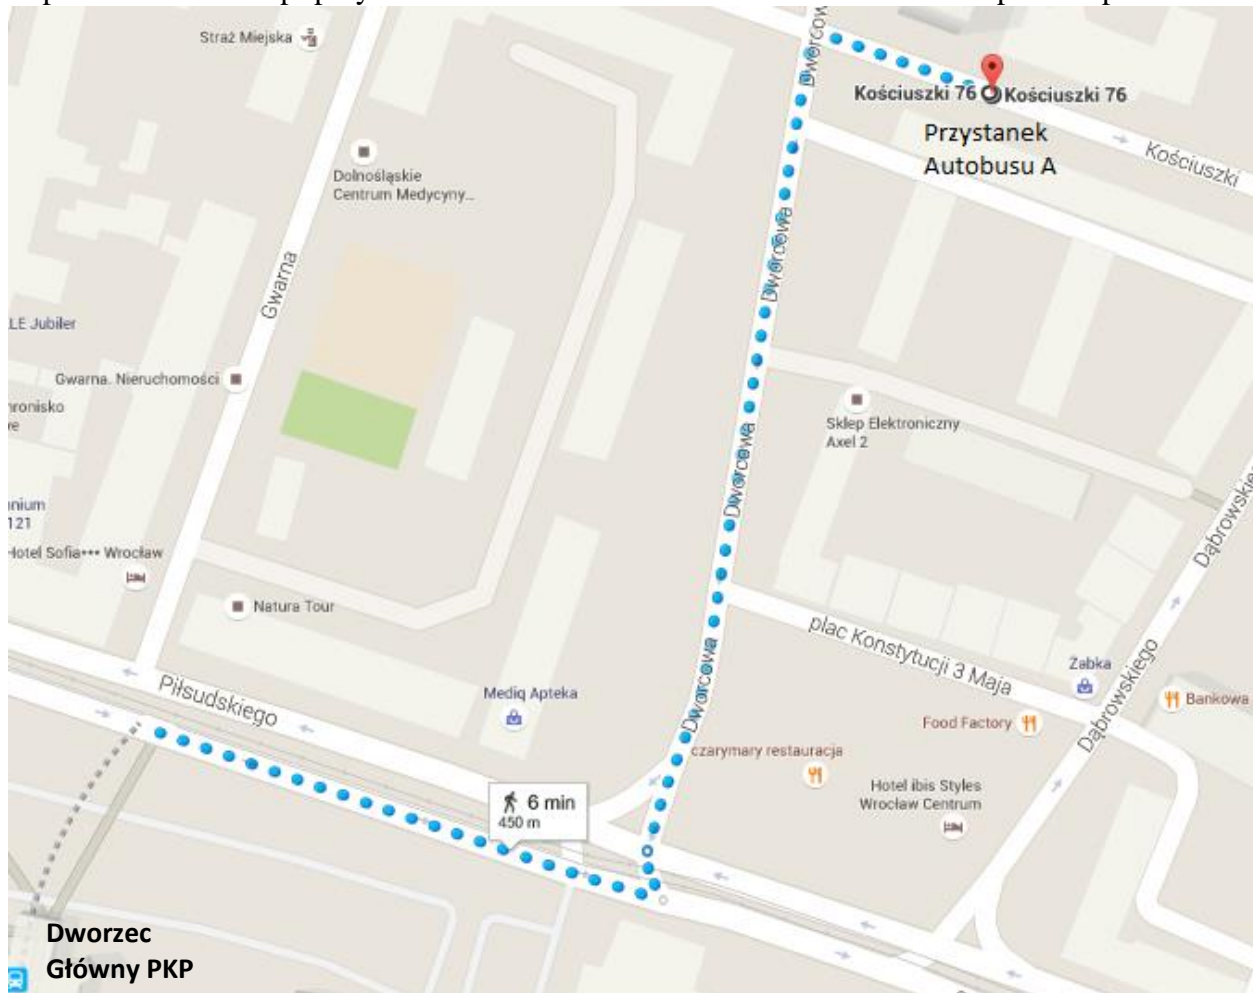 Straż Miejska
Dworcowa
Kościuszki 76
Kościuszki 76
Przystanek
Autobusu A
Kościuszki
Dolnośląskie
Centrum Medycyny...
Gwarna
Dworcowa
LE Jubiler
Gwarna. Nieruchomości
Sklep Elektroniczny
Axel 2
Dworcowa
Dąbrowskiego
121
Hotel Sofia*** Wrocław
Natura Tour
plac Konstytucji 3 Maja
Żabka
Dąbrowskiego
Bankowa
Piłsudskiego
Mediq Apteka
Dworcowa
Food Factory
czarymary restauracja
6 min
450 m
Hotel ibis Styles
Wrocław Centrum
Dworzec
Główny PKP